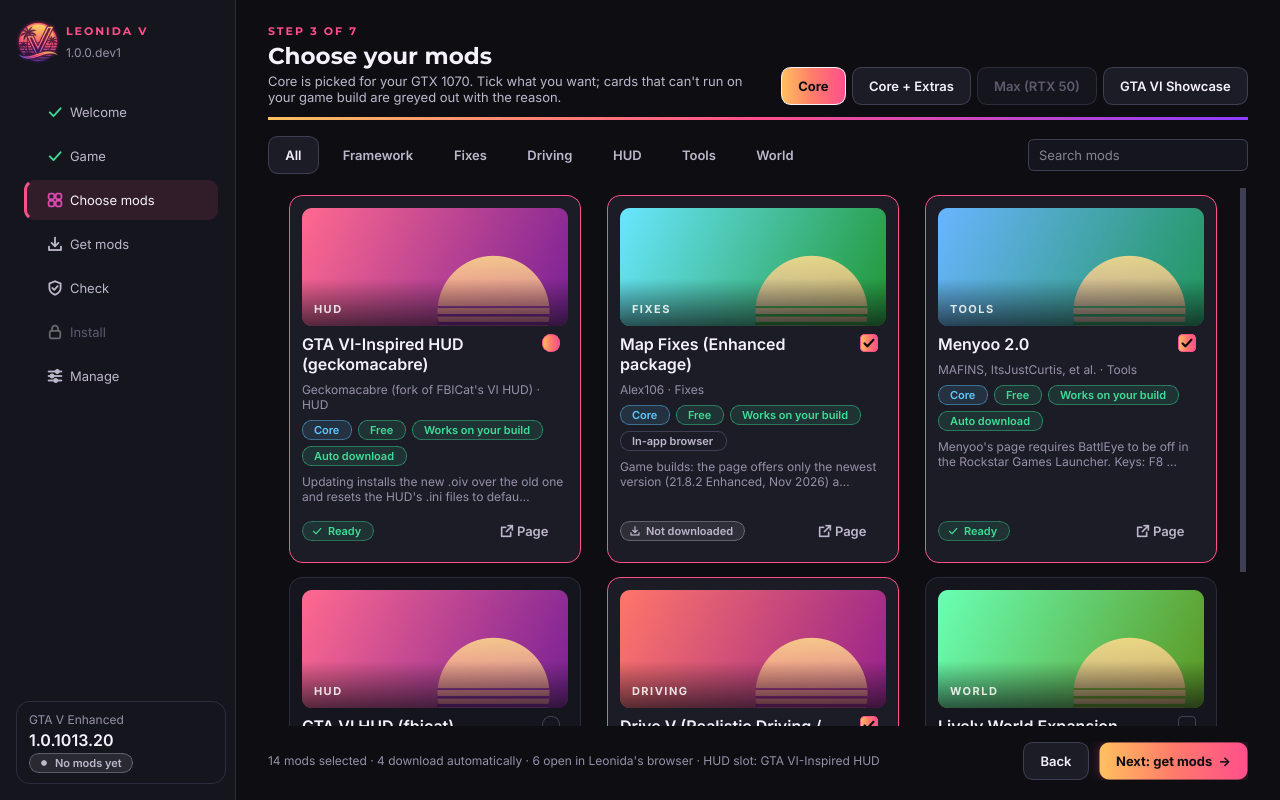 LEONIDA V
1.0.0.dev1
Welcome
Game
Choose mods
Get mods
Check
Install
Manage
GTA V Enhanced
1.0.1013.20
No mods yet
STEP 3 OF 7
Choose your mods
Core is picked for your GTX 1070. Tick what you want; cards that can't run on
your game build are greyed out with the reason.
Core
Core + Extras
Max (RTX 50)
GTA VI Showcase
All
Framework
Fixes
Driving
HUD
Tools
World
Search mods
HUD
GTA VI-Inspired HUD
(geckomacabre)
Geckomacabre (fork of FBICat's VI HUD) ·
HUD
Core
Free
Works on your build
Auto download
Updating installs the new .oiv over the old one
and resets the HUD's .ini files to defau...
Ready
Page
FIXES
Map Fixes (Enhanced
package)
Alex106 · Fixes
Core
Free
Works on your build
In-app browser
Game builds: the page offers only the newest
version (21.8.2 Enhanced, Nov 2026) a...
Not downloaded
Page
TOOLS
Menyoo 2.0
MAFINS, ItsJustCurtis, et al. · Tools
Core
Free
Works on your build
Auto download
Menyoo's page requires BattlEye to be off in
the Rockstar Games Launcher. Keys: F8 ...
Ready
Page
HUD
GTA VI HUD (fbicat)
DRIVING
Drive V (Realistic Driving /
WORLD
Lively World Expansion
14 mods selected · 4 download automatically · 6 open in Leonida's browser · HUD slot: GTA VI-Inspired HUD
Back
Next: get mods →